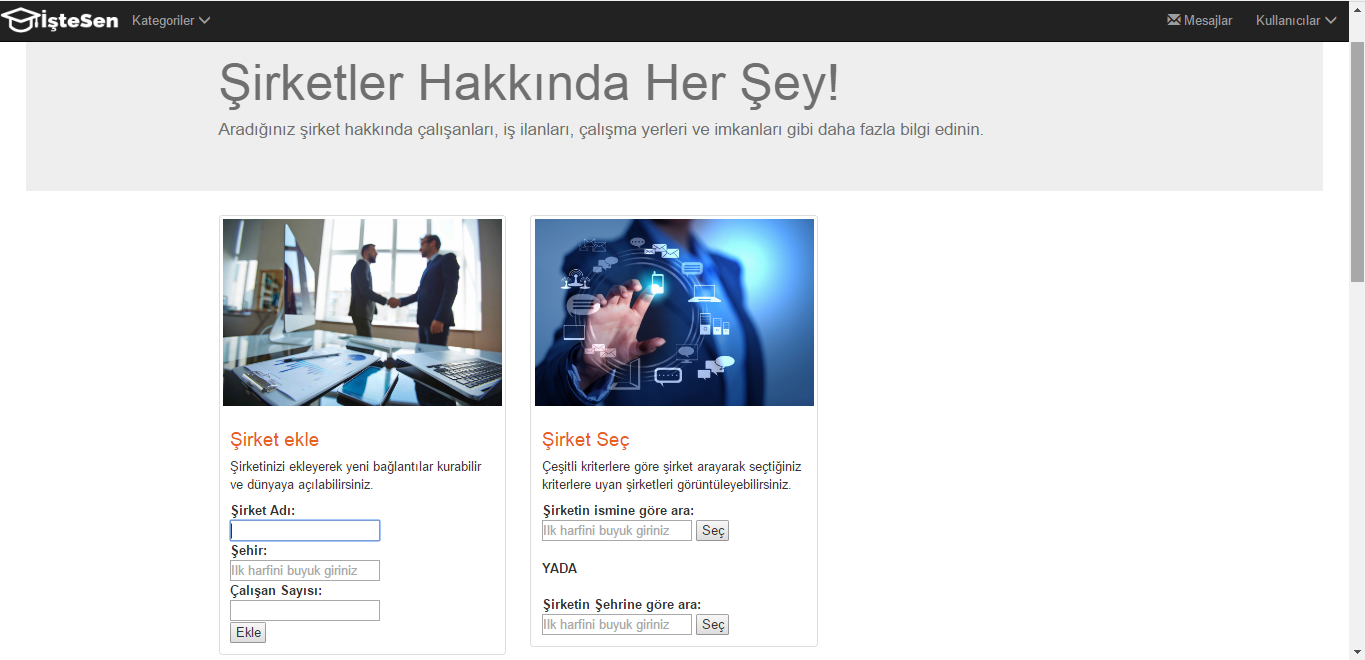 işteSen Kategoriler Mesajlar Kullanıcılar
Şirketler Hakkında Her Şey!
Aradığınız şirket hakkında çalışanları, iş ilanları, çalışma yerleri ve imkanları gibi daha fazla bilgi edinin.
Şirket ekle
Şirketinizi ekleyerek yeni bağlantılar kurabilir
ve dünyaya açılabilirsiniz.
Şirket Adı:
Şehir:
Ilk harfini buyuk giriniz
Çalışan Sayısı:
Ekle
Şirket Seç
Çeşitli kriterlere göre şirket arayarak seçtiğiniz
kriterlere uyan şirketleri görüntüleyebilirsiniz.
Şirketin ismine göre ara:
Ilk harfini buyuk giriniz Seç
YADA
Şirketin Şehrine göre ara:
Ilk harfini buyuk giriniz Seç